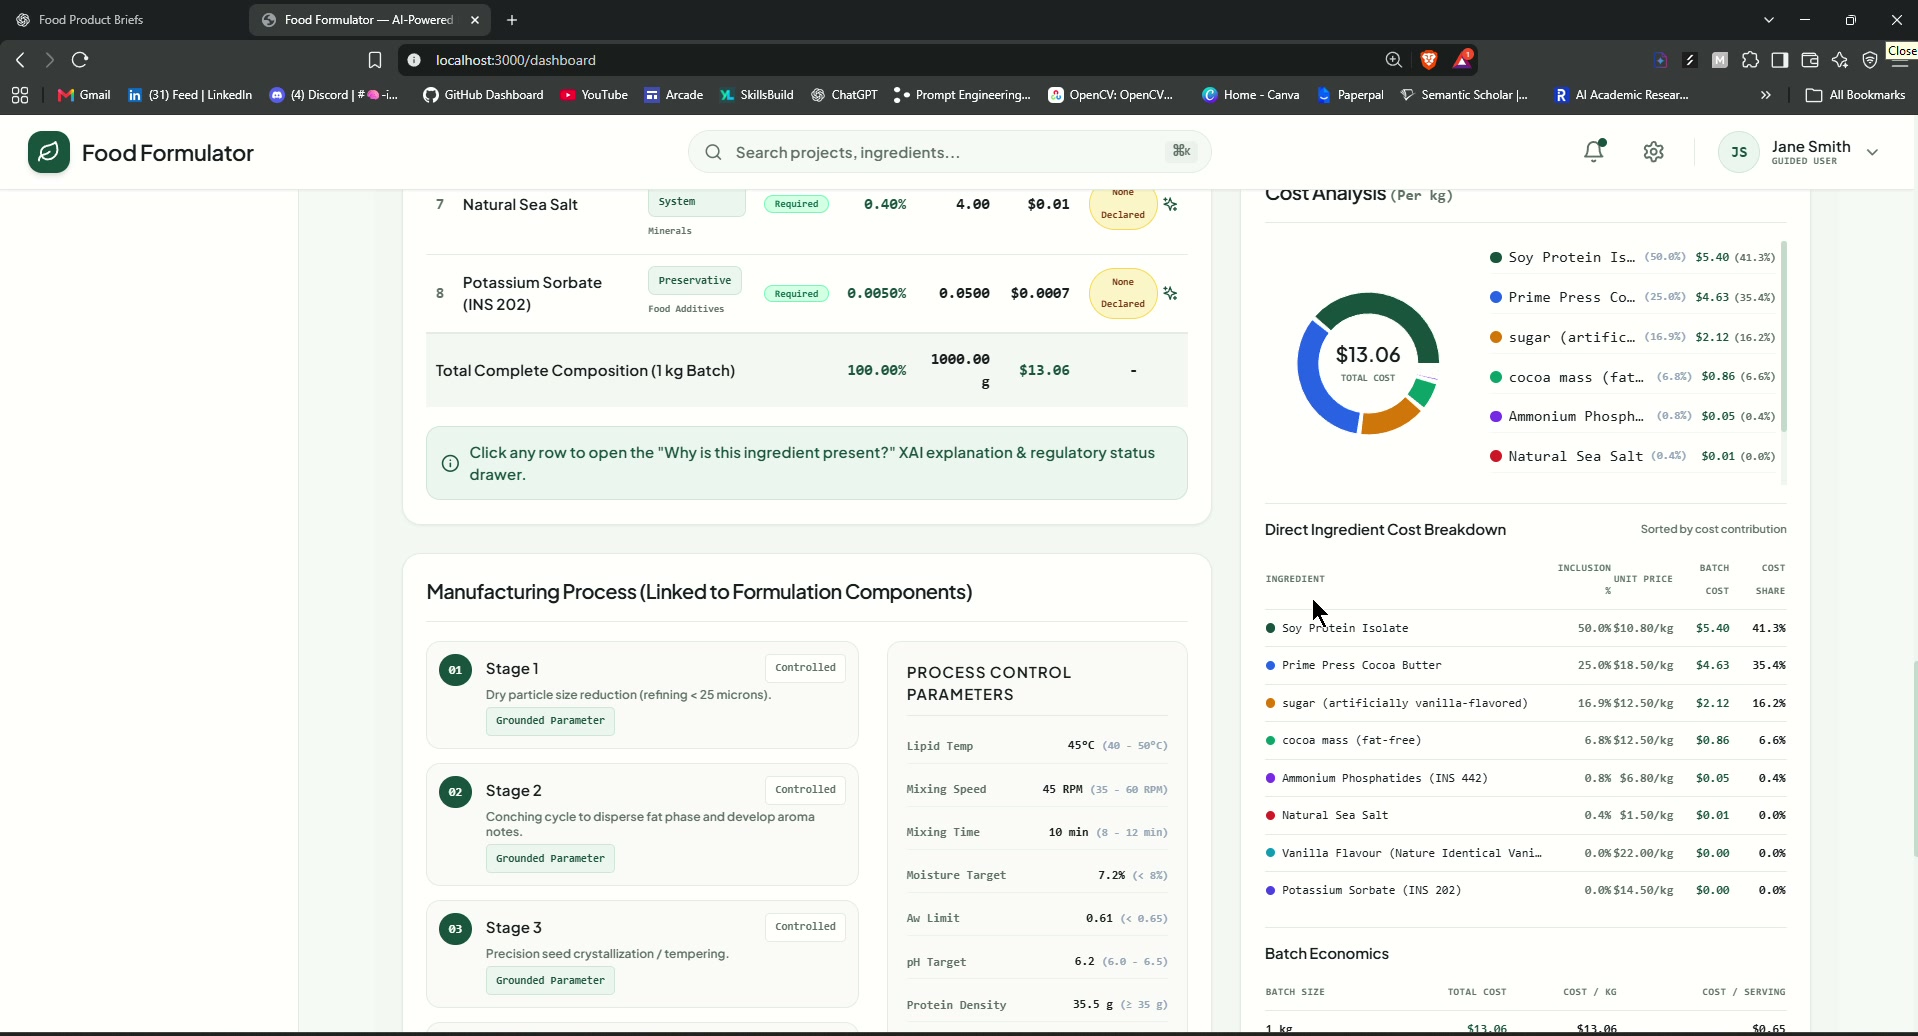 Food Product Briefs
Food Formulator — AI-Powered
Close
localhost:3000/dashboard
1
Gmail
(31) Feed | LinkedIn
(4) Discord | #🧠-i...
GitHub Dashboard
YouTube
Arcade
SkillsBuild
ChatGPT
Prompt Engineering...
OpenCV: OpenCV...
Home - Canva
Paperpal
Semantic Scholar |...
AI Academic Resear...
All Bookmarks
Food Formulator
Search projects, ingredients...
⌘K
JS
Jane Smith
GUIDED USER
7 Natural Sea Salt System Required 0.40% 4.00 $0.01 None Declared
Minerals
8 Potassium Sorbate (INS 202) Preservative Required 0.0050% 0.0500 $0.0007 None Declared
Food Additives
Total Complete Composition (1 kg Batch) 100.00% 1000.00 g $13.06 -
Click any row to open the "Why is this ingredient present?" XAI explanation & regulatory status
drawer.
Manufacturing Process (Linked to Formulation Components)
01 Stage 1 Controlled
Dry particle size reduction (refining < 25 microns).
Grounded Parameter
02 Stage 2 Controlled
Conching cycle to disperse fat phase and develop aroma
notes.
Grounded Parameter
03 Stage 3 Controlled
Precision seed crystallization / tempering.
Grounded Parameter
PROCESS CONTROL
PARAMETERS
Lipid Temp 45°C (40 - 50°C)
Mixing Speed 45 RPM (35 - 60 RPM)
Mixing Time 10 min (8 - 12 min)
Moisture Target 7.2% (< 8%)
Aw Limit 0.61 (< 0.65)
pH Target 6.2 (6.0 - 6.5)
Protein Density 35.5 g (≥ 35 g)
Cost Analysis (Per kg)
$13.06
TOTAL COST
Soy Protein Is… (50.0%) $5.40 (41.3%)
Prime Press Co… (25.0%) $4.63 (35.4%)
sugar (artific… (16.9%) $2.12 (16.2%)
cocoa mass (fat… (6.8%) $0.86 (6.6%)
Ammonium Phosph… (0.8%) $0.05 (0.4%)
Natural Sea Salt (0.4%) $0.01 (0.0%)
Direct Ingredient Cost Breakdown Sorted by cost contribution
INGREDIENT INCLUSION % UNIT PRICE BATCH COST COST SHARE
Soy Protein Isolate 50.0% $10.80/kg $5.40 41.3%
Prime Press Cocoa Butter 25.0% $18.50/kg $4.63 35.4%
sugar (artificially vanilla-flavored) 16.9% $12.50/kg $2.12 16.2%
cocoa mass (fat-free) 6.8% $12.50/kg $0.86 6.6%
Ammonium Phosphatides (INS 442) 0.8% $6.80/kg $0.05 0.4%
Natural Sea Salt 0.4% $1.50/kg $0.01 0.0%
Vanilla Flavour (Nature Identical Vani… 0.0% $22.00/kg $0.00 0.0%
Potassium Sorbate (INS 202) 0.0% $14.50/kg $0.00 0.0%
Batch Economics
BATCH SIZE TOTAL COST COST / KG COST / SERVING
1 kg $13.06 $13.06 $0.65